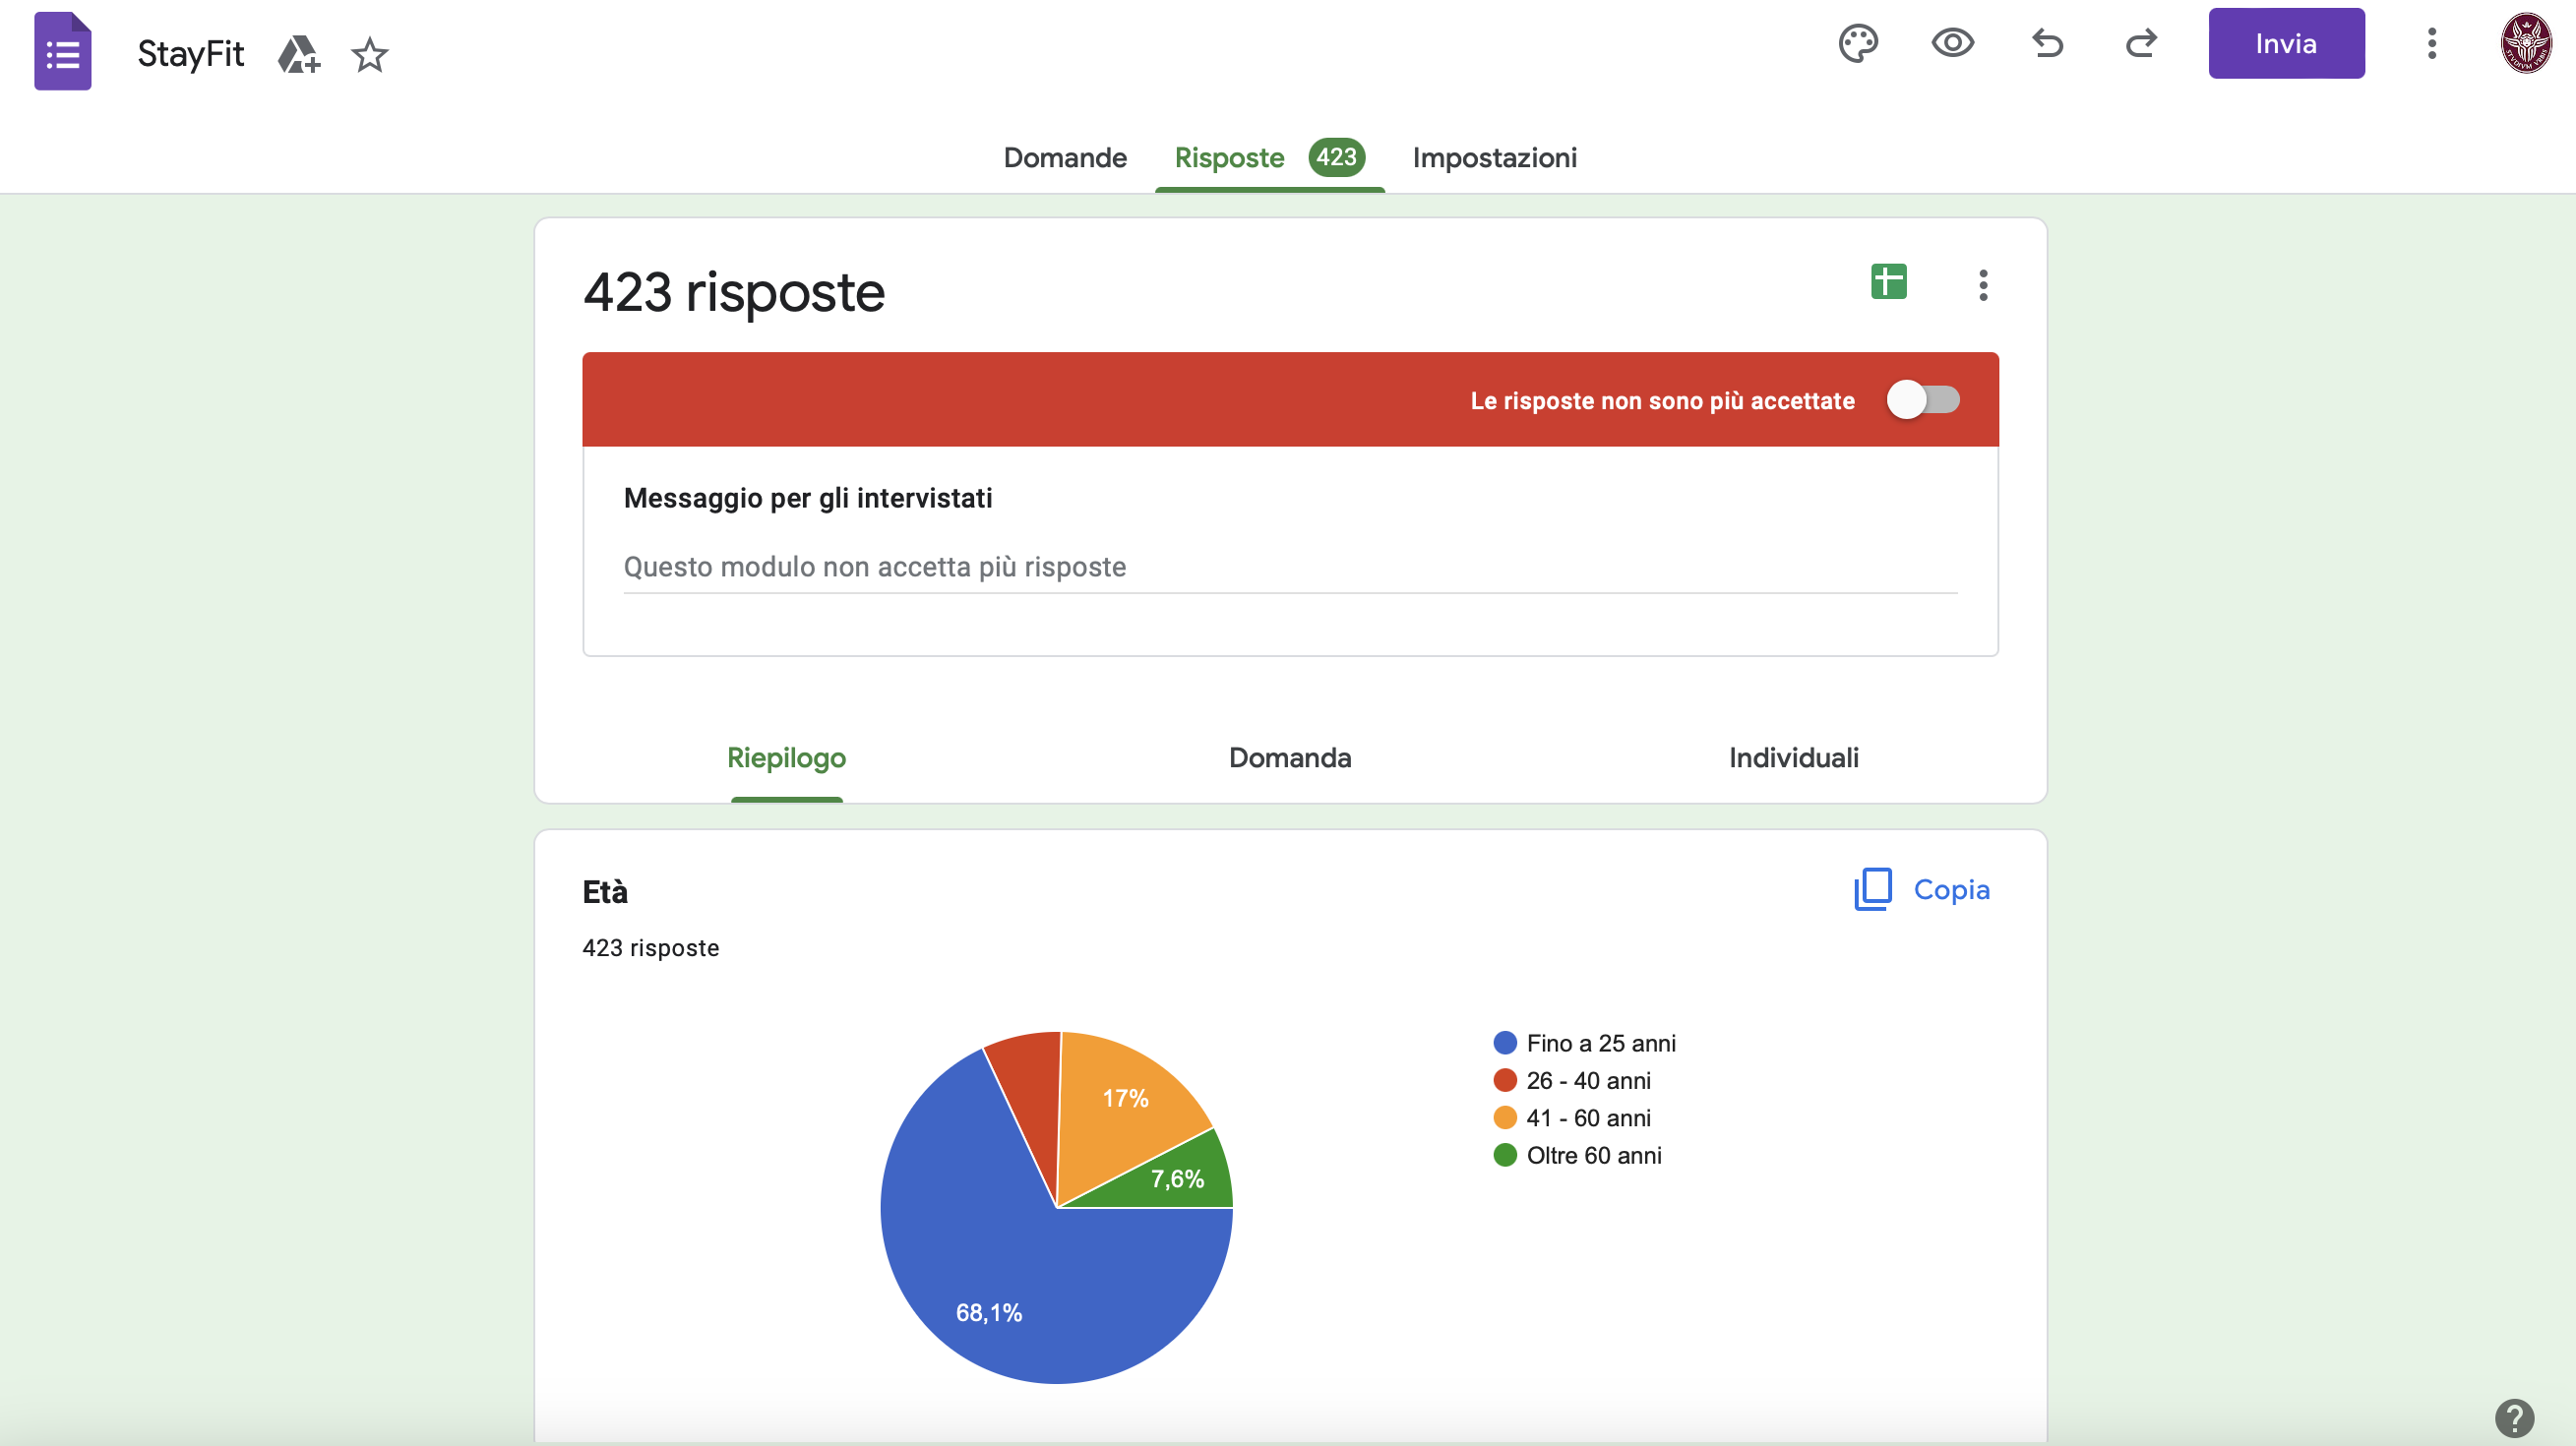 StayFit
Invia
Domande
Risposte 423
Impostazioni
423 risposte
Le risposte non sono più accettate
Messaggio per gli intervistati
Questo modulo non accetta più risposte
Riepilogo
Domanda
Individuali
Età
Copia
423 risposte
17%
7,6%
68,1%
Fino a 25 anni
26 - 40 anni
41 - 60 anni
Oltre 60 anni